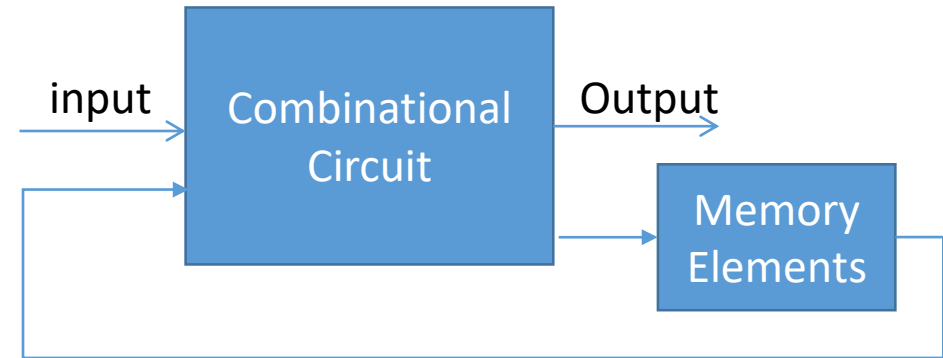 input
Combinational
Circuit
Output
Memory
Elements